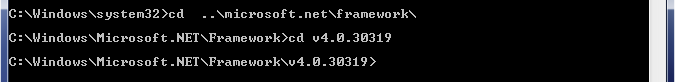 C:\Windows\system32>cd  ..\microsoft.net\framework\
C:\Windows\Microsoft.NET\Framework>cd v4.0.30319
C:\Windows\Microsoft.NET\Framework\v4.0.30319>